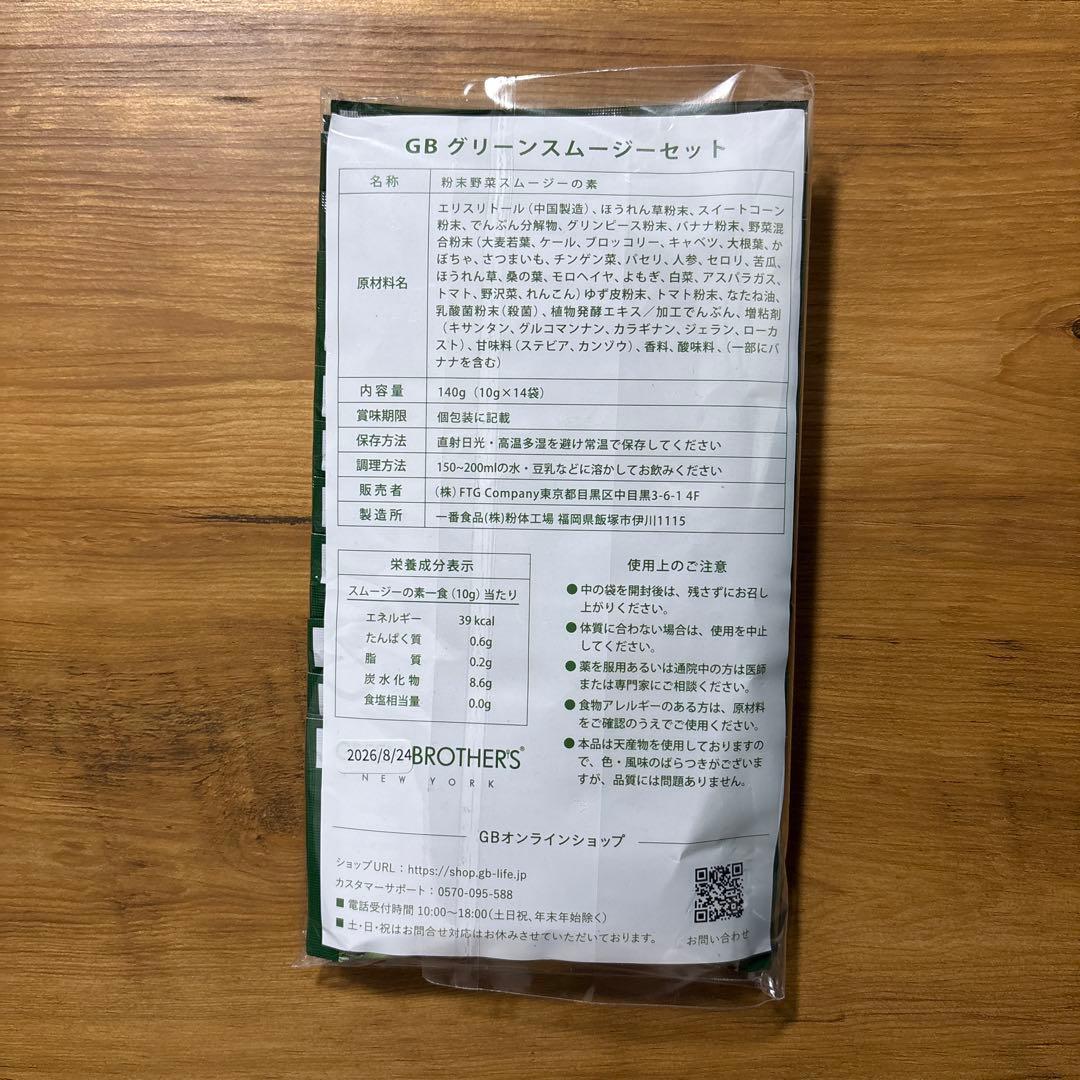 GB グリーンスムージーセット
名称 粉末野菜スムージーの素
原材料名
エリスリトール（中国製造）、ほうれん草粉末、スイートコーン
粉末、でんぷん分解物、グリンピース粉末、バナナ粉末、野菜混
合粉末（大麦若葉、ケール、ブロッコリー、キャベツ、大根葉、か
ぼちゃ、さつまいも、チンゲン菜、パセリ、人参、セロリ、苦瓜、
ほうれん草、桑の葉、モロヘイヤ、よもぎ、白菜、アスパラガス、
トマト、野沢菜、れんこん）ゆず皮粉末、トマト粉末、なたね油、
乳酸菌粉末（殺菌）、植物発酵エキス／加工でんぷん、増粘剤
（キサンタン、グルコマンナン、カラギナン、ジェラン、ローカ
スト）、甘味料（ステビア、カンゾウ）、香料、酸味料、（一部にバ
ナナを含む）
内容量 140g（10g×14袋）
賞味期限 個包装に記載
保存方法 直射日光・高温多湿を避け常温で保存してください
調理方法 150~200mlの水・豆乳などに溶かしてお飲みください
販売者 （株）FTG Company東京都目黒区中目黒3-6-1 4F
製造所 一番食品(株)粉体工場 福岡県飯塚市伊川1115
栄養成分表示
スムージーの素一食（10g）当たり
エネルギー 39 kcal
たんぱく質 0.6g
脂質 0.2g
炭水化物 8.6g
食塩相当量 0.0g
2026/8/24
BROTHER'S®
NEW YORK
使用上のご注意
●中の袋を開封後は、残さずにお召し
上がりください。
●体質に合わない場合は、使用を中止
してください。
●薬を服用あるいは通院中の方は医師
または専門家にご相談ください。
●食物アレルギーのある方は、原材料
をご確認のうえでご使用ください。
●本品は天産物を使用しておりますの
で、色・風味のばらつきがございま
すが、品質には問題ありません。
GBオンラインショップ
ショップURL：https://shop.gb-life.jp
カスタマーサポート：0570-095-588
■ 電話受付時間 10:00〜18:00（土日祝、年末年始除く）
■ 土・日・祝はお問合せ対応はお休みさせていただいております。
お問い合わせ